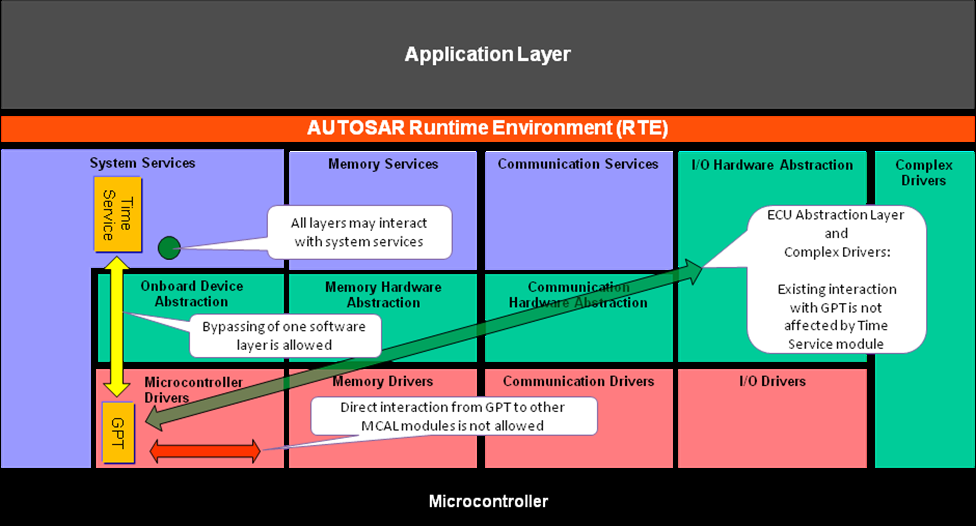 Application Layer
AUTOSAR Runtime Environment (RTE)
System Services
Memory Services
Communication Services
I/O Hardware Abstraction
Complex
Drivers
Time
Service
All layers may interact
with system services
ECU Abstraction Layer
and
Complex Drivers:
Existing interaction
with GPT is not
affected by Time
Service module
Onboard Device
Abstraction
Memory Hardware
Abstraction
Communication
Hardware Abstraction
Bypassing of one software
layer is allowed
Microcontroller
Drivers
Memory Drivers
Communication Drivers
I/O Drivers
GPT
Direct interaction from GPT to other
MCAL modules is not allowed
Microcontroller